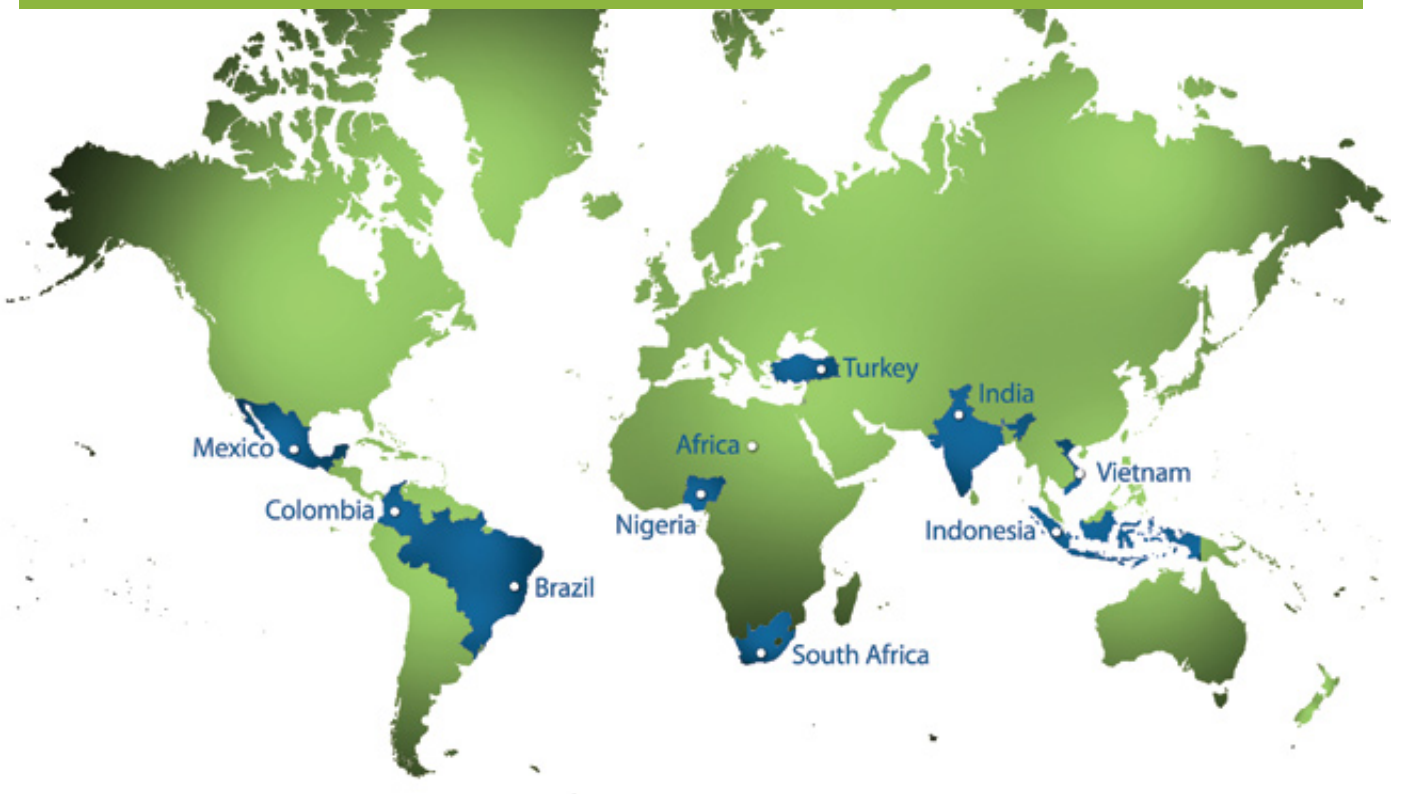 Turkey
India
Mexico
Africa
Vietnam
Colombia
Nigeria
Indonesia
Brazil
South Africa